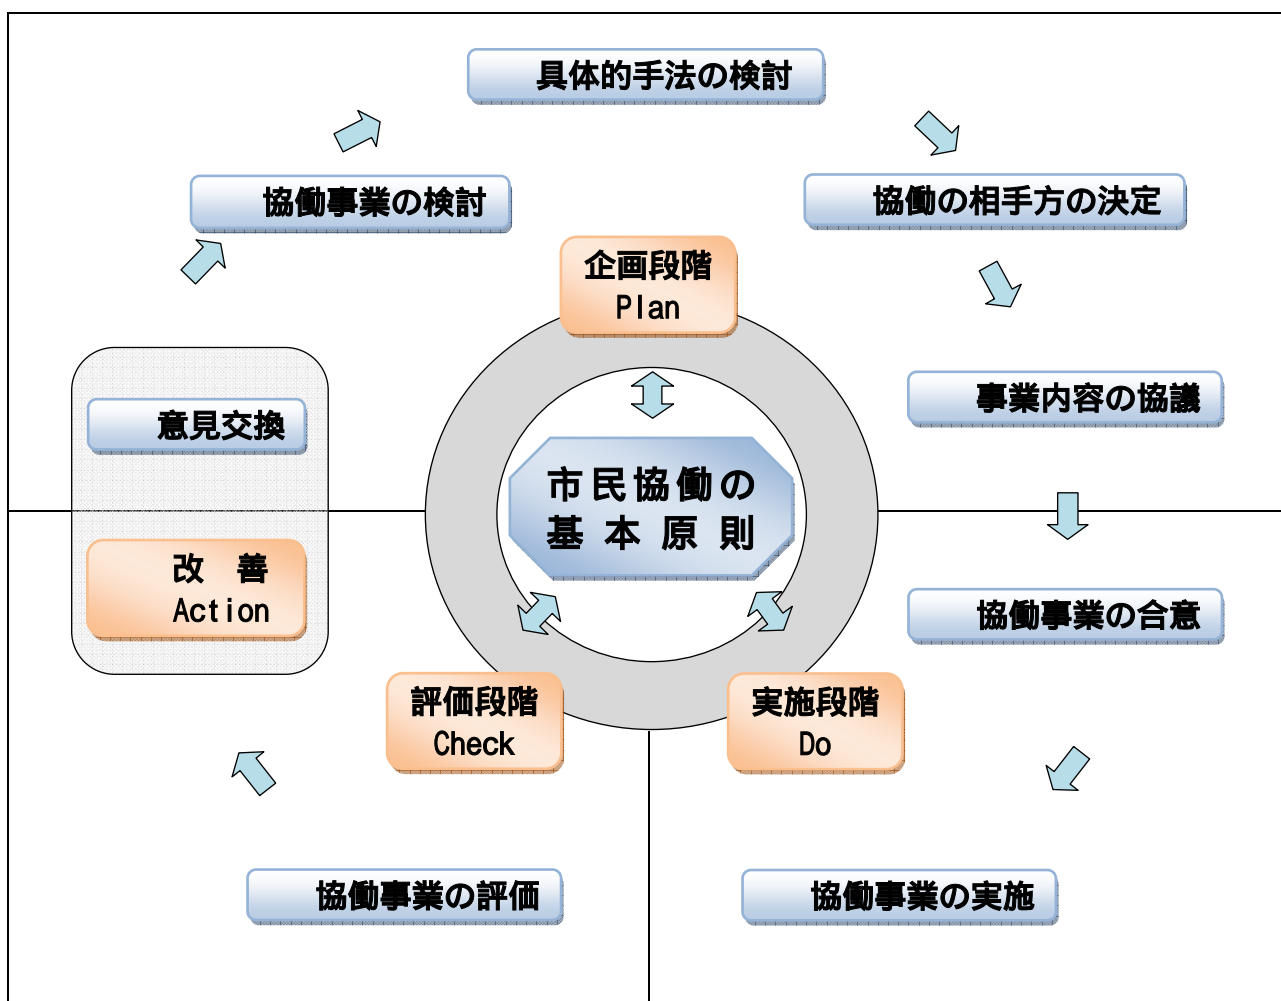 具体的手法の検討
協働事業の検討
協働の相手方の決定
企画段階
Plan
事業内容の協議
意見交換
市民協働の
基本原則
改　善
Action
協働事業の合意
評価段階
Check
実施段階
Do
協働事業の評価
協働事業の実施